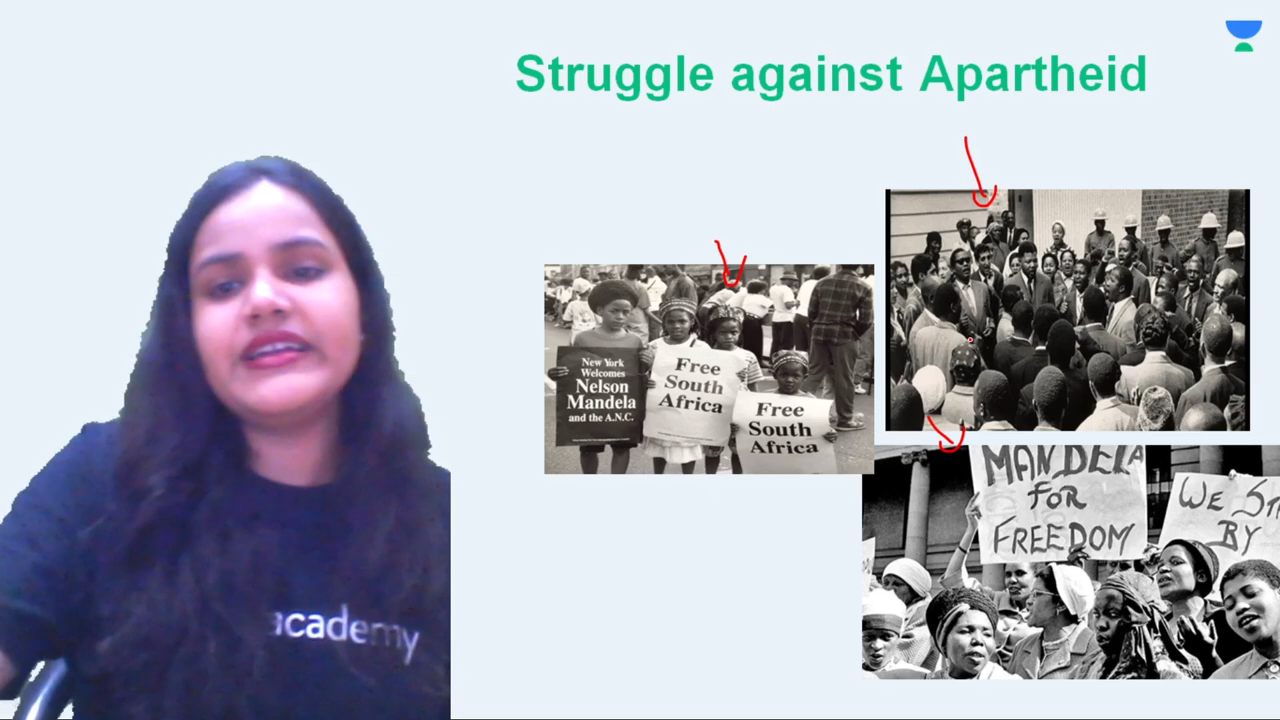 Struggle against Apartheid
New York
Welcomes
Nelson
Mandela
and the A.N.C.
Free
South
Africa
Free
South
Africa
MANDELA
FOR
FREEDOM
WE
BY
academy